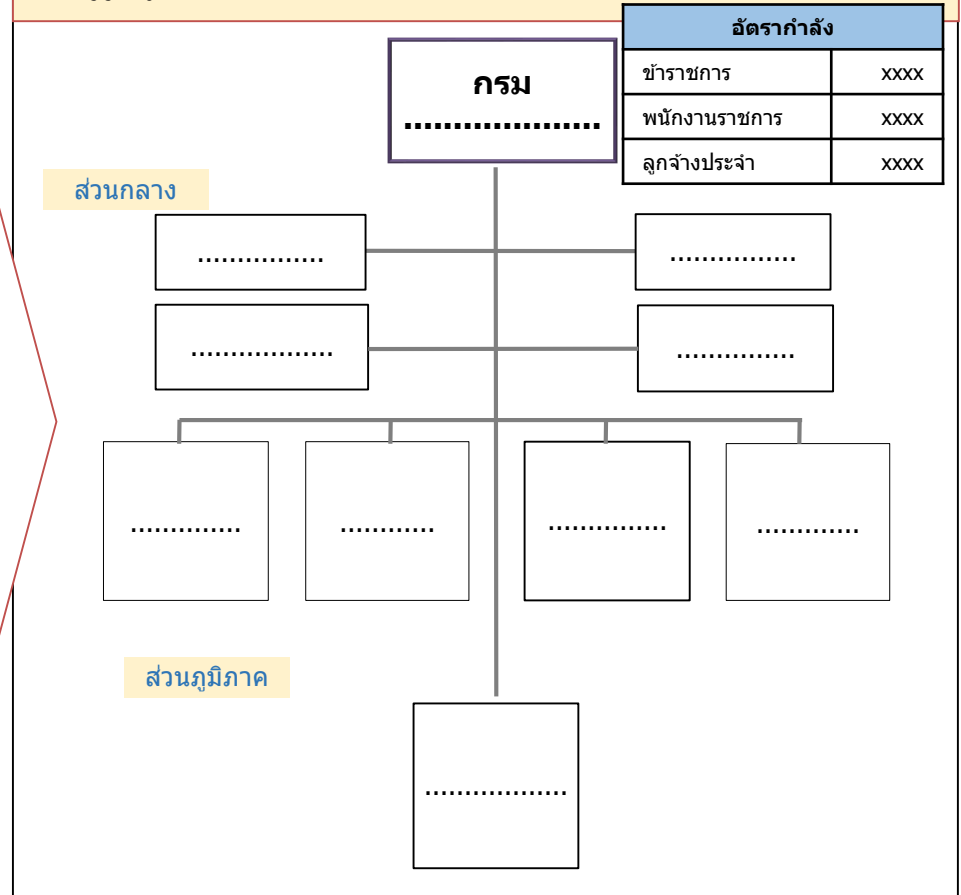 อัตรากำลัง
ข้าราชการ xxxx
พนักงานราชการ xxxx
ลูกจ้างประจำ xxxx
กรม
....................
ส่วนกลาง
................ ................
.................. ...............
.............. ............ ............... .............
ส่วนภูมิภาค
..................